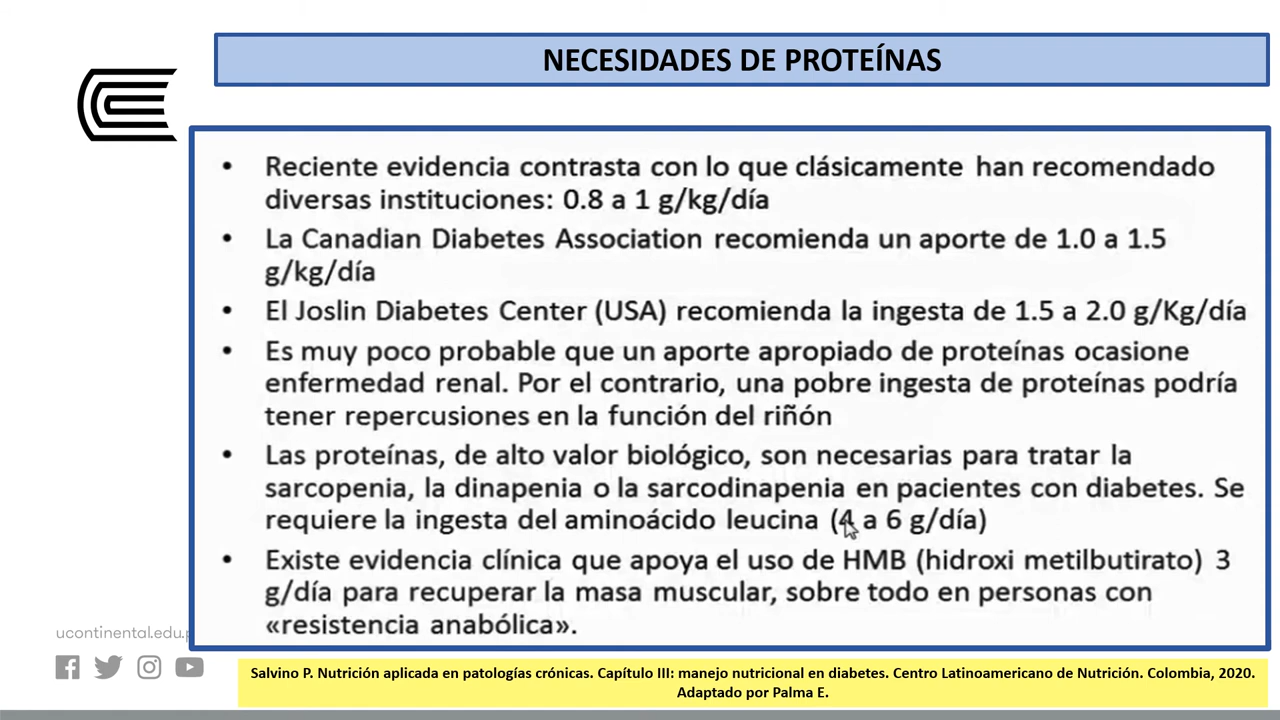 NECESIDADES DE PROTEÍNAS
• Reciente evidencia contrasta con lo que clásicamente han recomendado
diversas instituciones: 0.8 a 1 g/kg/día
• La Canadian Diabetes Association recomienda un aporte de 1.0 a 1.5
g/kg/día
• El Joslin Diabetes Center (USA) recomienda la ingesta de 1.5 a 2.0 g/Kg/día
• Es muy poco probable que un aporte apropiado de proteínas ocasione
enfermedad renal. Por el contrario, una pobre ingesta de proteínas podría
tener repercusiones en la función del riñón
• Las proteínas, de alto valor biológico, son necesarias para tratar la
sarcopenia, la dinapenia o la sarcodinapenia en pacientes con diabetes. Se
requiere la ingesta del aminoácido leucina (4 a 6 g/día)
• Existe evidencia clínica que apoya el uso de HMB (hidroxi metilbutirato) 3
g/día para recuperar la masa muscular, sobre todo en personas con
«resistencia anabólica».
ucontinental.edu.p
Salvino P. Nutrición aplicada en patologías crónicas. Capítulo III: manejo nutricional en diabetes. Centro Latinoamericano de Nutrición. Colombia, 2020.
Adaptado por Palma E.